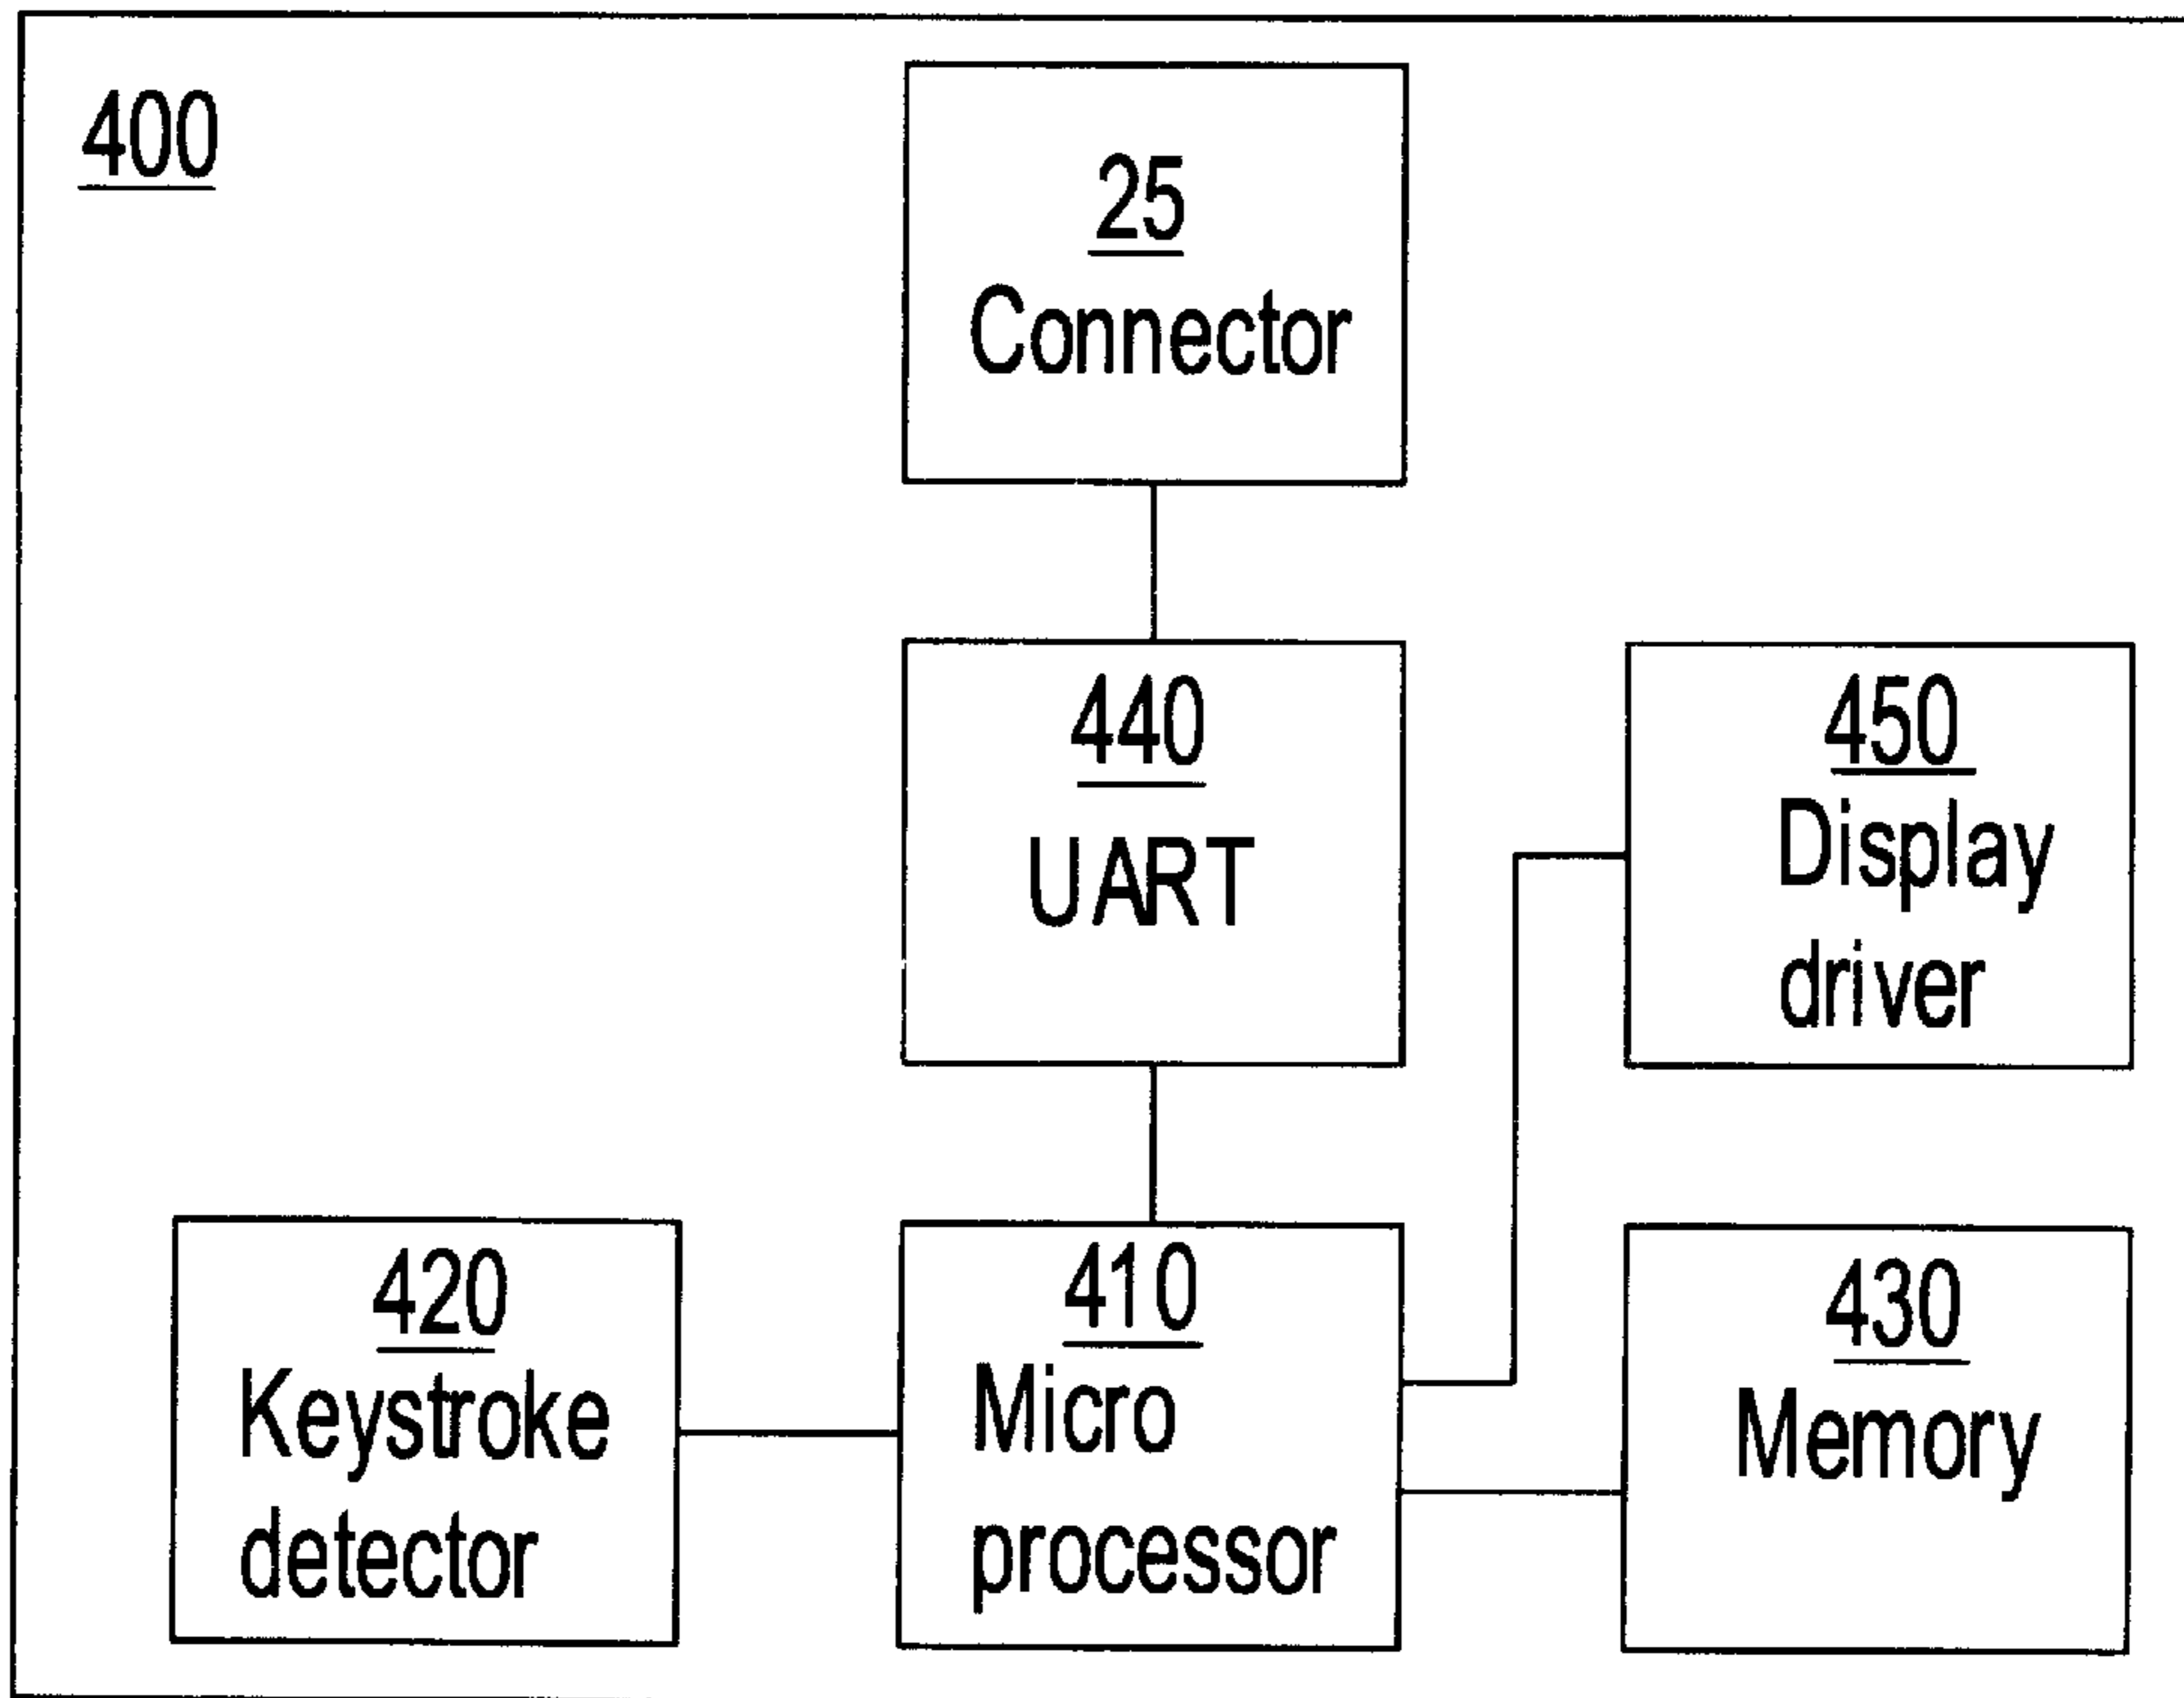 400
25
Connector
440
UART
450
Display
driver
420
Keystroke
detector
410
Micro
processor
430
Memory